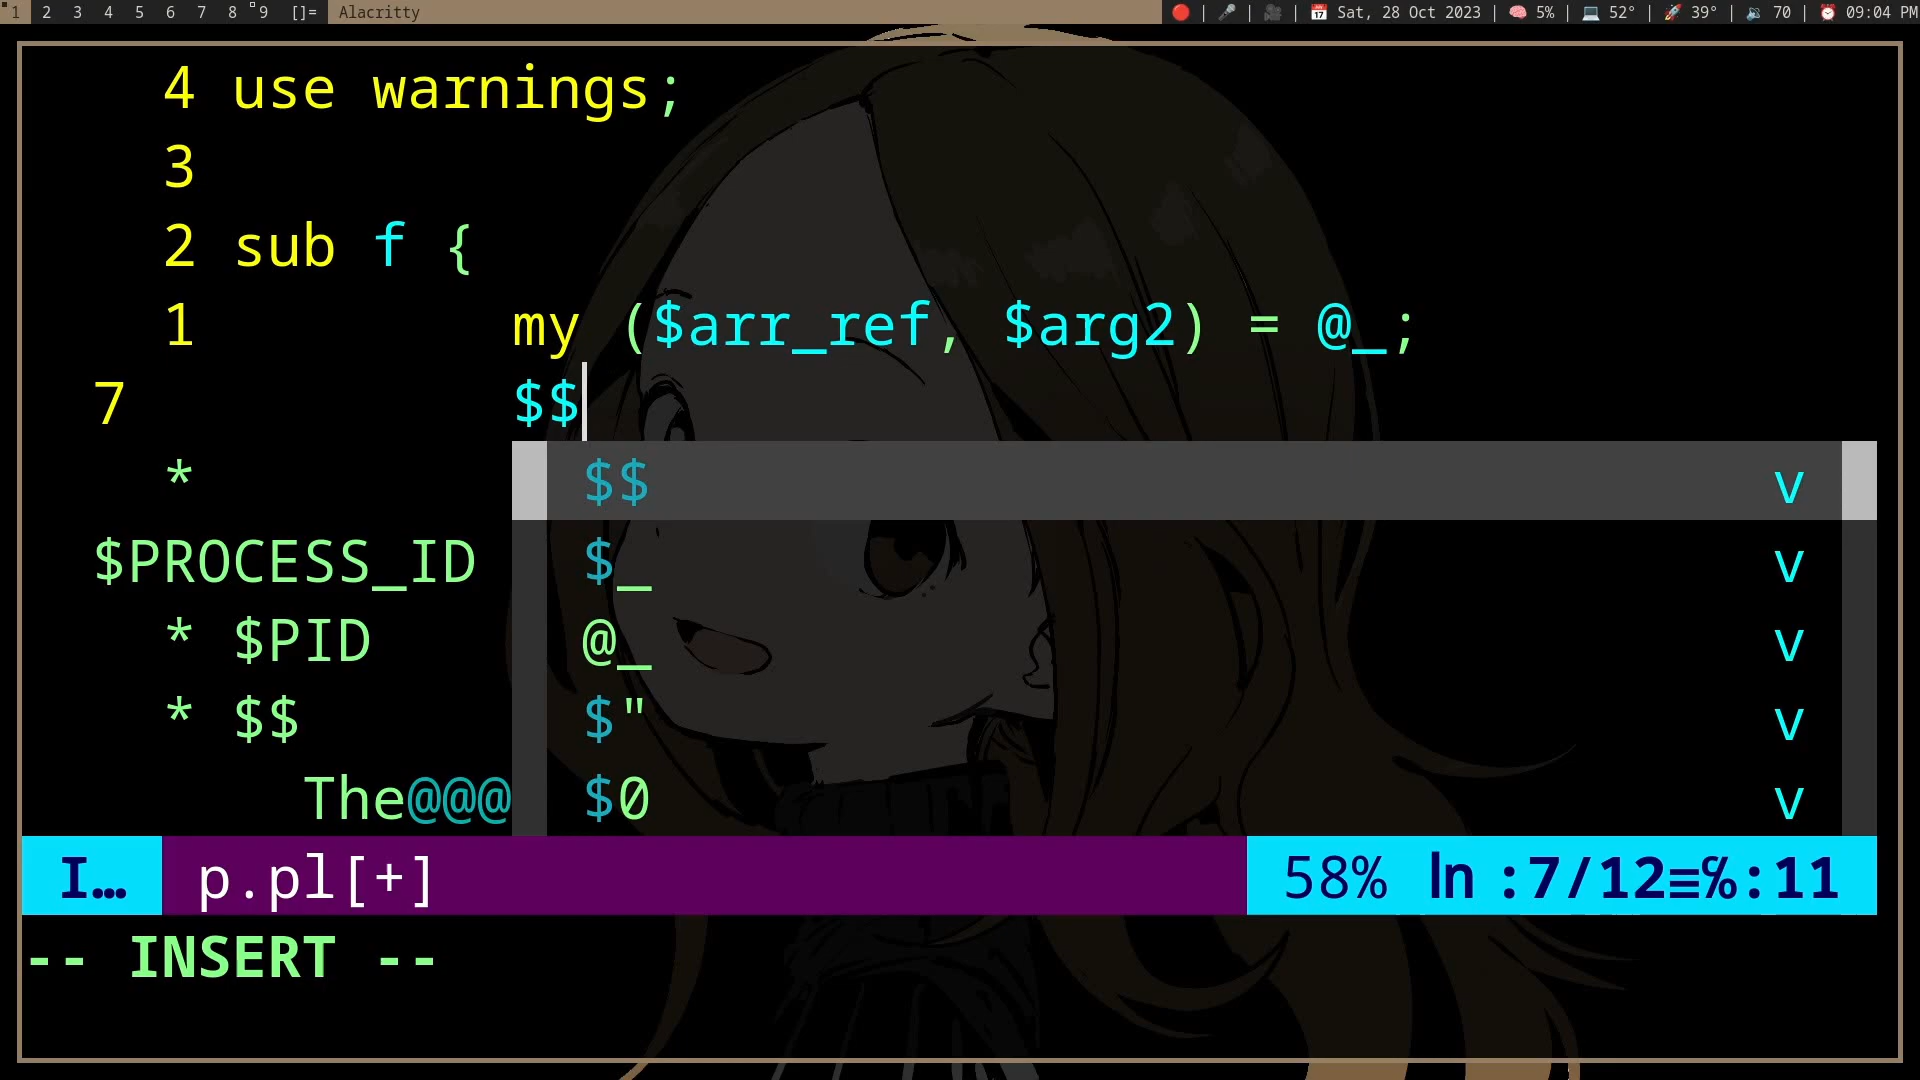 1 2 3 4 5 6 7 8 9 []= Alacritty 🔴 | 🎤 | 🎥 | 📅 Sat, 28 Oct 2023 | 🧠 5% | 💻 52° | 🚀 39° | 🔉 70 | ⏰ 09:04 PM
4 use warnings;
3
2 sub f {
1 my ($arr_ref, $arg2) = @_;
7 $$
* $$ v
$PROCESS_ID $_ v
* $PID @_ v
* $$ $" v
The@@@ $0 v
I… p.pl[+] 58% ln :7/12≡℅:11
-- INSERT --